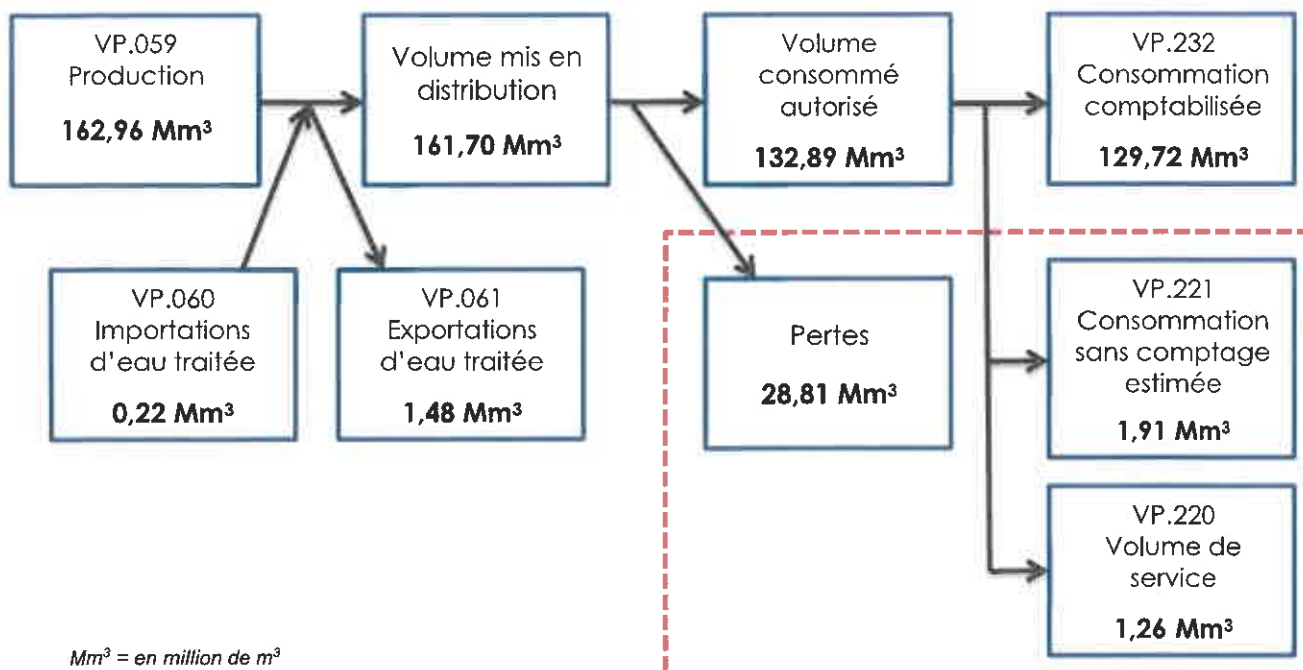 VP.059
Production
162,96 Mm³
Volume mis en
distribution
161,70 Mm³
Volume
consommé
autorisé
132,89 Mm³
VP.232
Consommation
comptabilisée
129,72 Mm³
VP.060
Importations
d'eau traitée
0,22 Mm³
VP.061
Exportations
d'eau traitée
1,48 Mm³
Pertes
28,81 Mm³
VP.221
Consommation
sans comptage
estimée
1,91 Mm³
VP.220
Volume de
service
1,26 Mm³
Mm³ = en million de m³